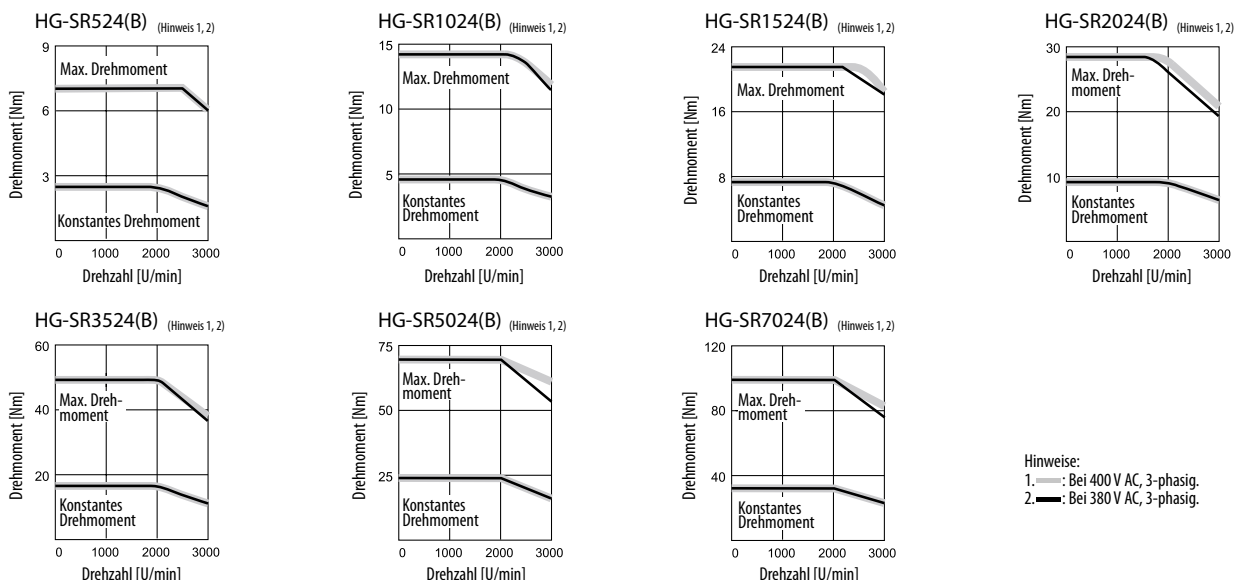 HG-SR524(B) (Hinweis 1, 2)
9
6
3
Drehmoment [Nm]
Max. Drehmoment
Konstantes Drehmoment
0 1000 2000 3000
Drehzahl [U/min]
HG-SR1024(B) (Hinweis 1, 2)
15
10
5
Drehmoment [Nm]
Max. Drehmoment
Konstantes
Drehmoment
0 1000 2000 3000
Drehzahl [U/min]
HG-SR1524(B) (Hinweis 1, 2)
24
16
8
Drehmoment [Nm]
Max. Drehmoment
Konstantes
Drehmoment
0 1000 2000 3000
Drehzahl [U/min]
HG-SR2024(B) (Hinweis 1, 2)
30
20
10
Drehmoment [Nm]
Max. Dreh-
moment
Konstantes
Drehmoment
0 1000 2000 3000
Drehzahl [U/min]
HG-SR3524(B) (Hinweis 1, 2)
60
40
20
Drehmoment [Nm]
Max. Dreh-
moment
Konstantes
Drehmoment
0 1000 2000 3000
Drehzahl [U/min]
HG-SR5024(B) (Hinweis 1, 2)
75
50
25
Drehmoment [Nm]
Max. Dreh-
moment
Konstantes
Drehmoment
0 1000 2000 3000
Drehzahl [U/min]
HG-SR7024(B) (Hinweis 1, 2)
120
80
40
Drehmoment [Nm]
Max. Dreh-
moment
Konstantes
Drehmoment
0 1000 2000 3000
Drehzahl [U/min]
Hinweise:
1. : Bei 400 V AC, 3-phasig.
2. : Bei 380 V AC, 3-phasig.